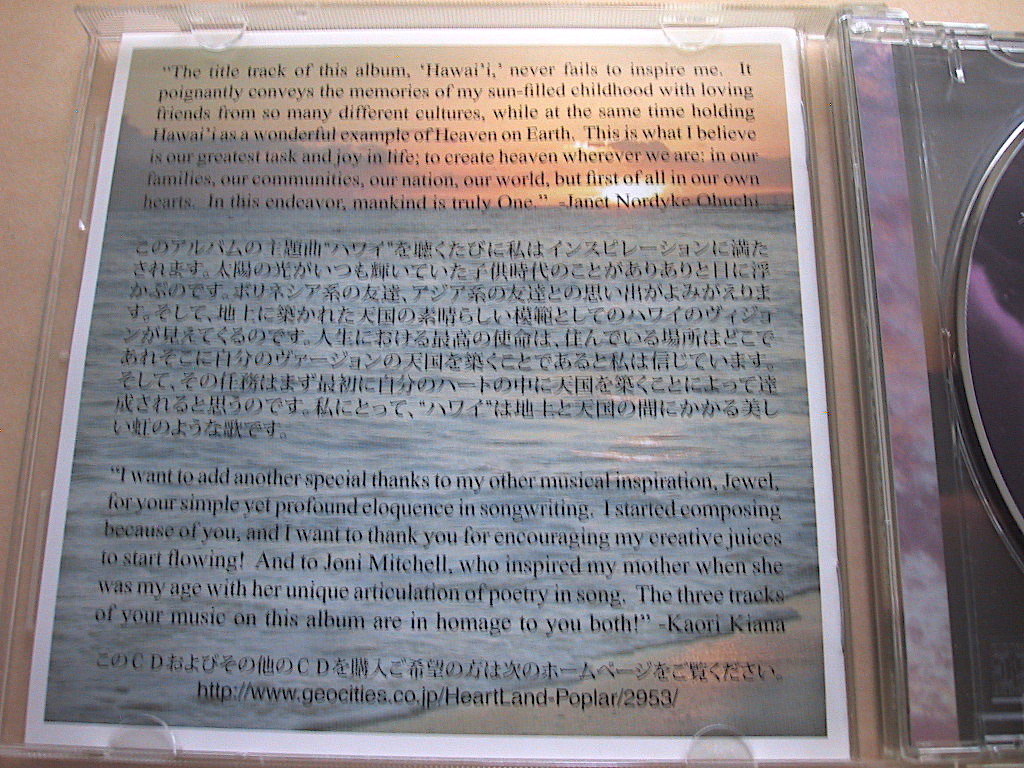 "The title track of this album, 'Hawai'i,' never fails to inspire me. It
poignantly conveys the memories of my sun-filled childhood with loving
friends from so many different cultures, while at the same time holding
Hawai'i as a wonderful example of Heaven on Earth. This is what I believe
is our greatest task and joy in life; to create heaven wherever we are: in our
families, our communities, our nation, our world, but first of all in our own
hearts. In this endeavor, mankind is truly One." -Janet Nordyke Ohuchi
このアルバムの主題曲"ハワイ"を聴くたびに私はインスピレーションに満た
されます。太陽の光がいつも輝いていた子供時代のことがありありと目に浮
かぶのです。ポリネシア系の友達、アジア系の友達との思い出がよみがえりま
す。そして、地上に築かれた天国の素晴らしい模範としてのハワイのヴィジョ
ンが見えてくるのです。人生における最高の使命は、住んでいる場所はどこで
あれそこに自分のヴァージョンの天国を築くことであると私は信じています。
そして、その任務はまず最初に自分のハートの中に天国を築くことによって達
成されると思うのです。私にとって、"ハワイ"は地上と天国の間にかかる美し
い虹のような歌です。
"I want to add another special thanks to my other musical inspiration, Jewel,
for your simple yet profound eloquence in songwriting. I started composing
because of you, and I want to thank you for encouraging my creative juices
to start flowing! And to Joni Mitchell, who inspired my mother when she
was my age with her unique articulation of poetry in song. The three tracks
of your music on this album are in homage to you both!" -Kaori Kiana
このCDおよびその他のCDを購入ご希望の方は次のホームページをご覧ください。
http://www.geocities.co.jp/HeartLand-Poplar/2953/